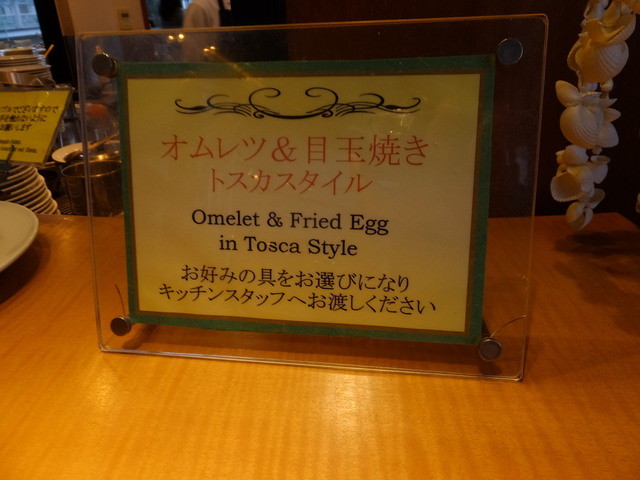 オムレツ＆目玉焼き
トスカスタイル
Omelet & Fried Egg
in Tosca Style
お好みの具をお選びになり
キッチンスタッフへお渡しください